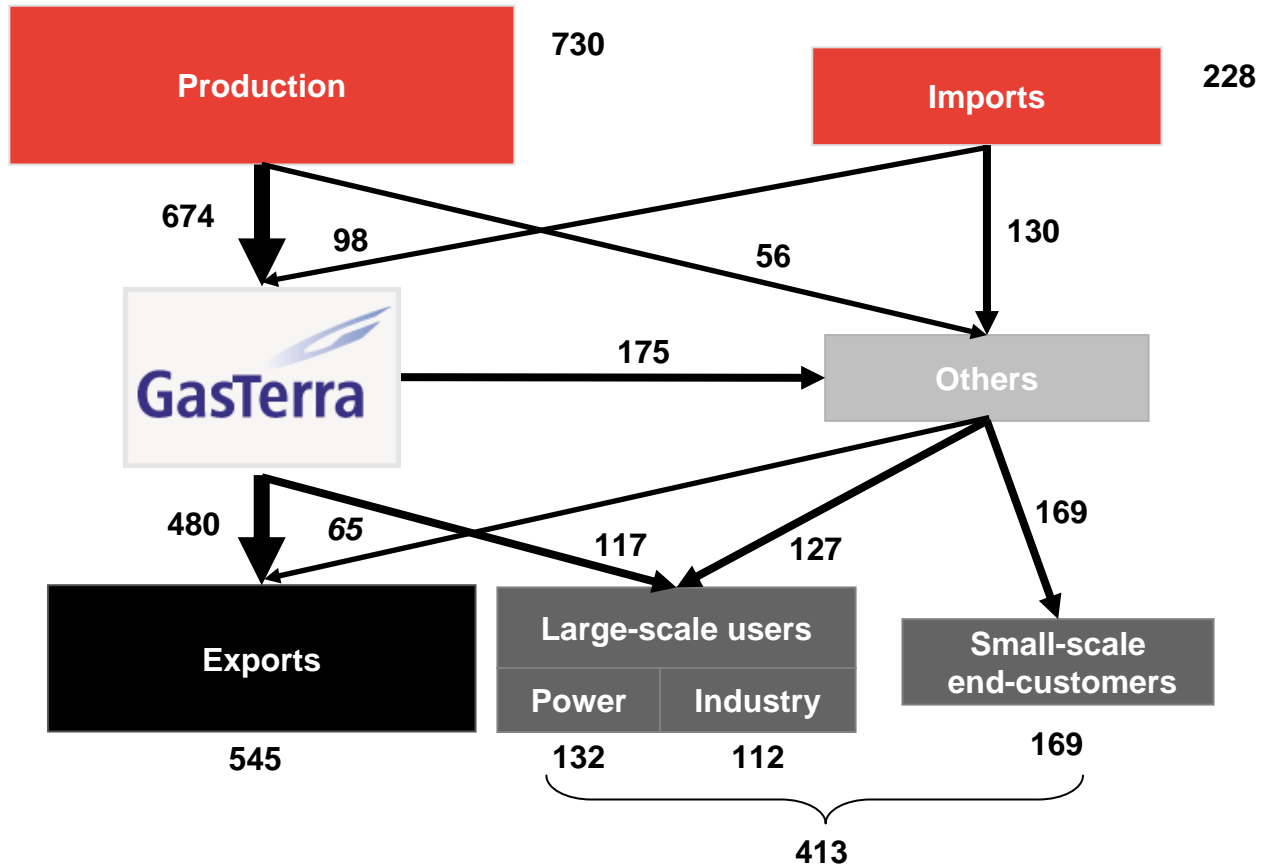 730
Production
Imports
228
674
98
56
130
GasTerra
175
Others
480
65
117
127
169
Exports
Large-scale users
Power
Industry
Small-scale
end-customers
545
132
112
169
413